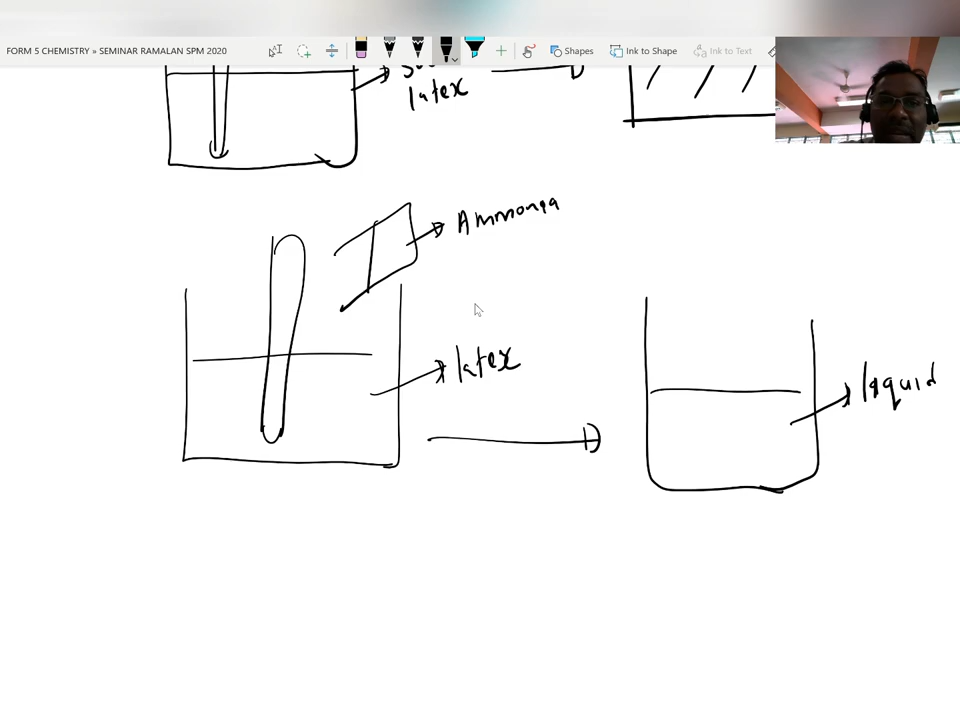 FORM 5 CHEMISTRY » SEMINAR RAMALAN SPM 2020
Shapes
Ink to Shape
Ink to Text
latex
Ammonia
latex
liquid